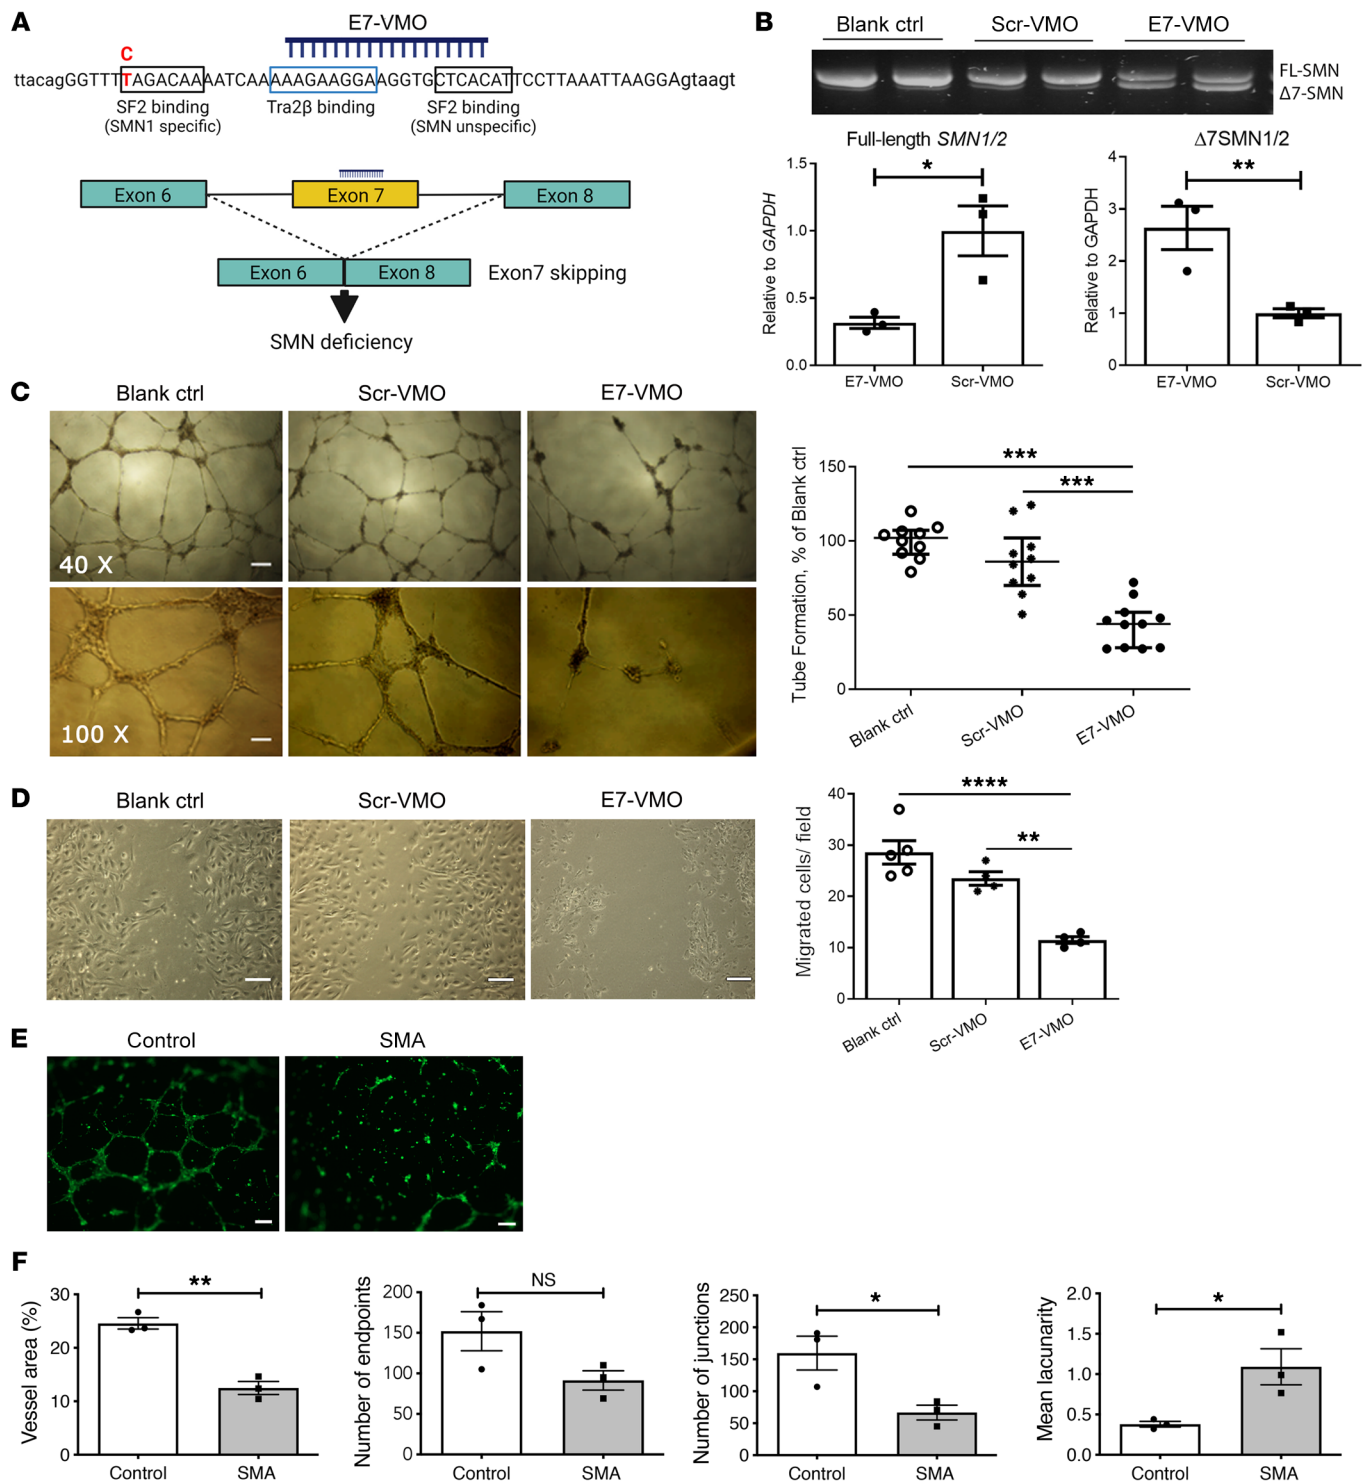 A
E7-VMO
C
ttacagGGTTTTAGACAAAATCAAAAAGAAGGAAGGTGCTCACATTCCTTAAATTAAGGAgtaagt
SF2 binding
(SMN1 specific)
Tra2β binding
SF2 binding
(SMN unspecific)
Exon 6
Exon 7
Exon 8
Exon 6
Exon 8
Exon7 skipping
SMN deficiency
B
Blank ctrl
Scr-VMO
E7-VMO
FL-SMN
Δ7-SMN
Full-length SMN1/2
*
Relative to GAPDH
1.5
1.0
0.5
0.0
E7-VMO
Scr-VMO
Δ7SMN1/2
**
Relative to GAPDH
4
3
2
1
0
E7-VMO
Scr-VMO
C
Blank ctrl
Scr-VMO
E7-VMO
40 X
100 X
Tube Formation, % of Blank ctrl
150
100
50
0
***
***
Blank ctrl
Scr-VMO
E7-VMO
D
Blank ctrl
Scr-VMO
E7-VMO
Migrated cells/ field
40
30
20
10
0
****
**
Blank ctrl
Scr-VMO
E7-VMO
E
Control
SMA
F
Vessel area (%)
30
20
10
0
**
Control
SMA
Number of endpoints
200
150
100
50
0
NS
Control
SMA
Number of junctions
250
200
150
100
50
0
*
Control
SMA
Mean lacunarity
2.0
1.5
1.0
0.5
0.0
*
Control
SMA